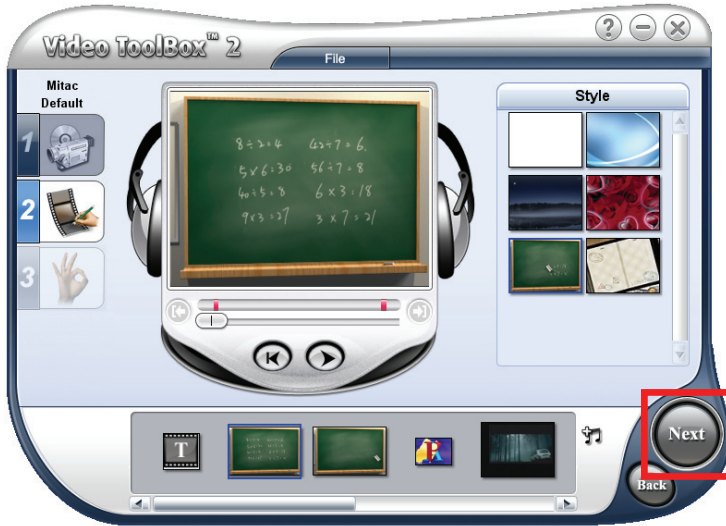 Video ToolBox™ 2
File
Mitac
Default
1
2
3
8÷2=4 42÷7=6.
5×6=30 56÷7=8
40÷5=8 6×3=18
9×3=27 3×7=21
Style
T
R
Next
Back
?